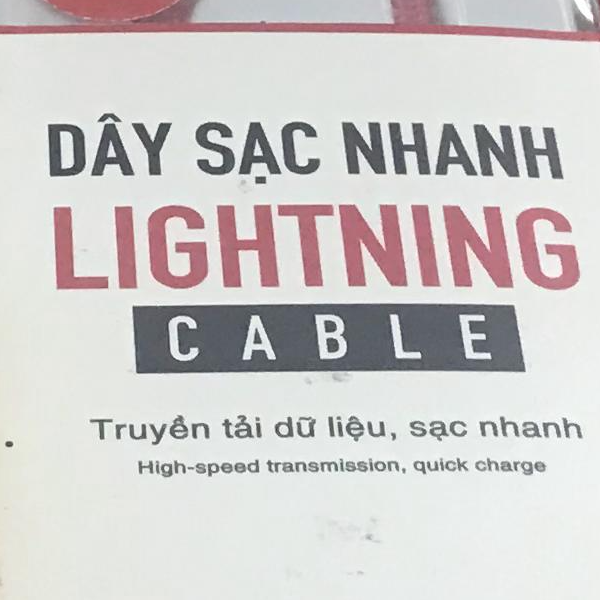 DÂY SẠC NHANH
LIGHTNING
CABLE
Truyền tải dữ liệu, sạc nhanh
High-speed transmission, quick charge